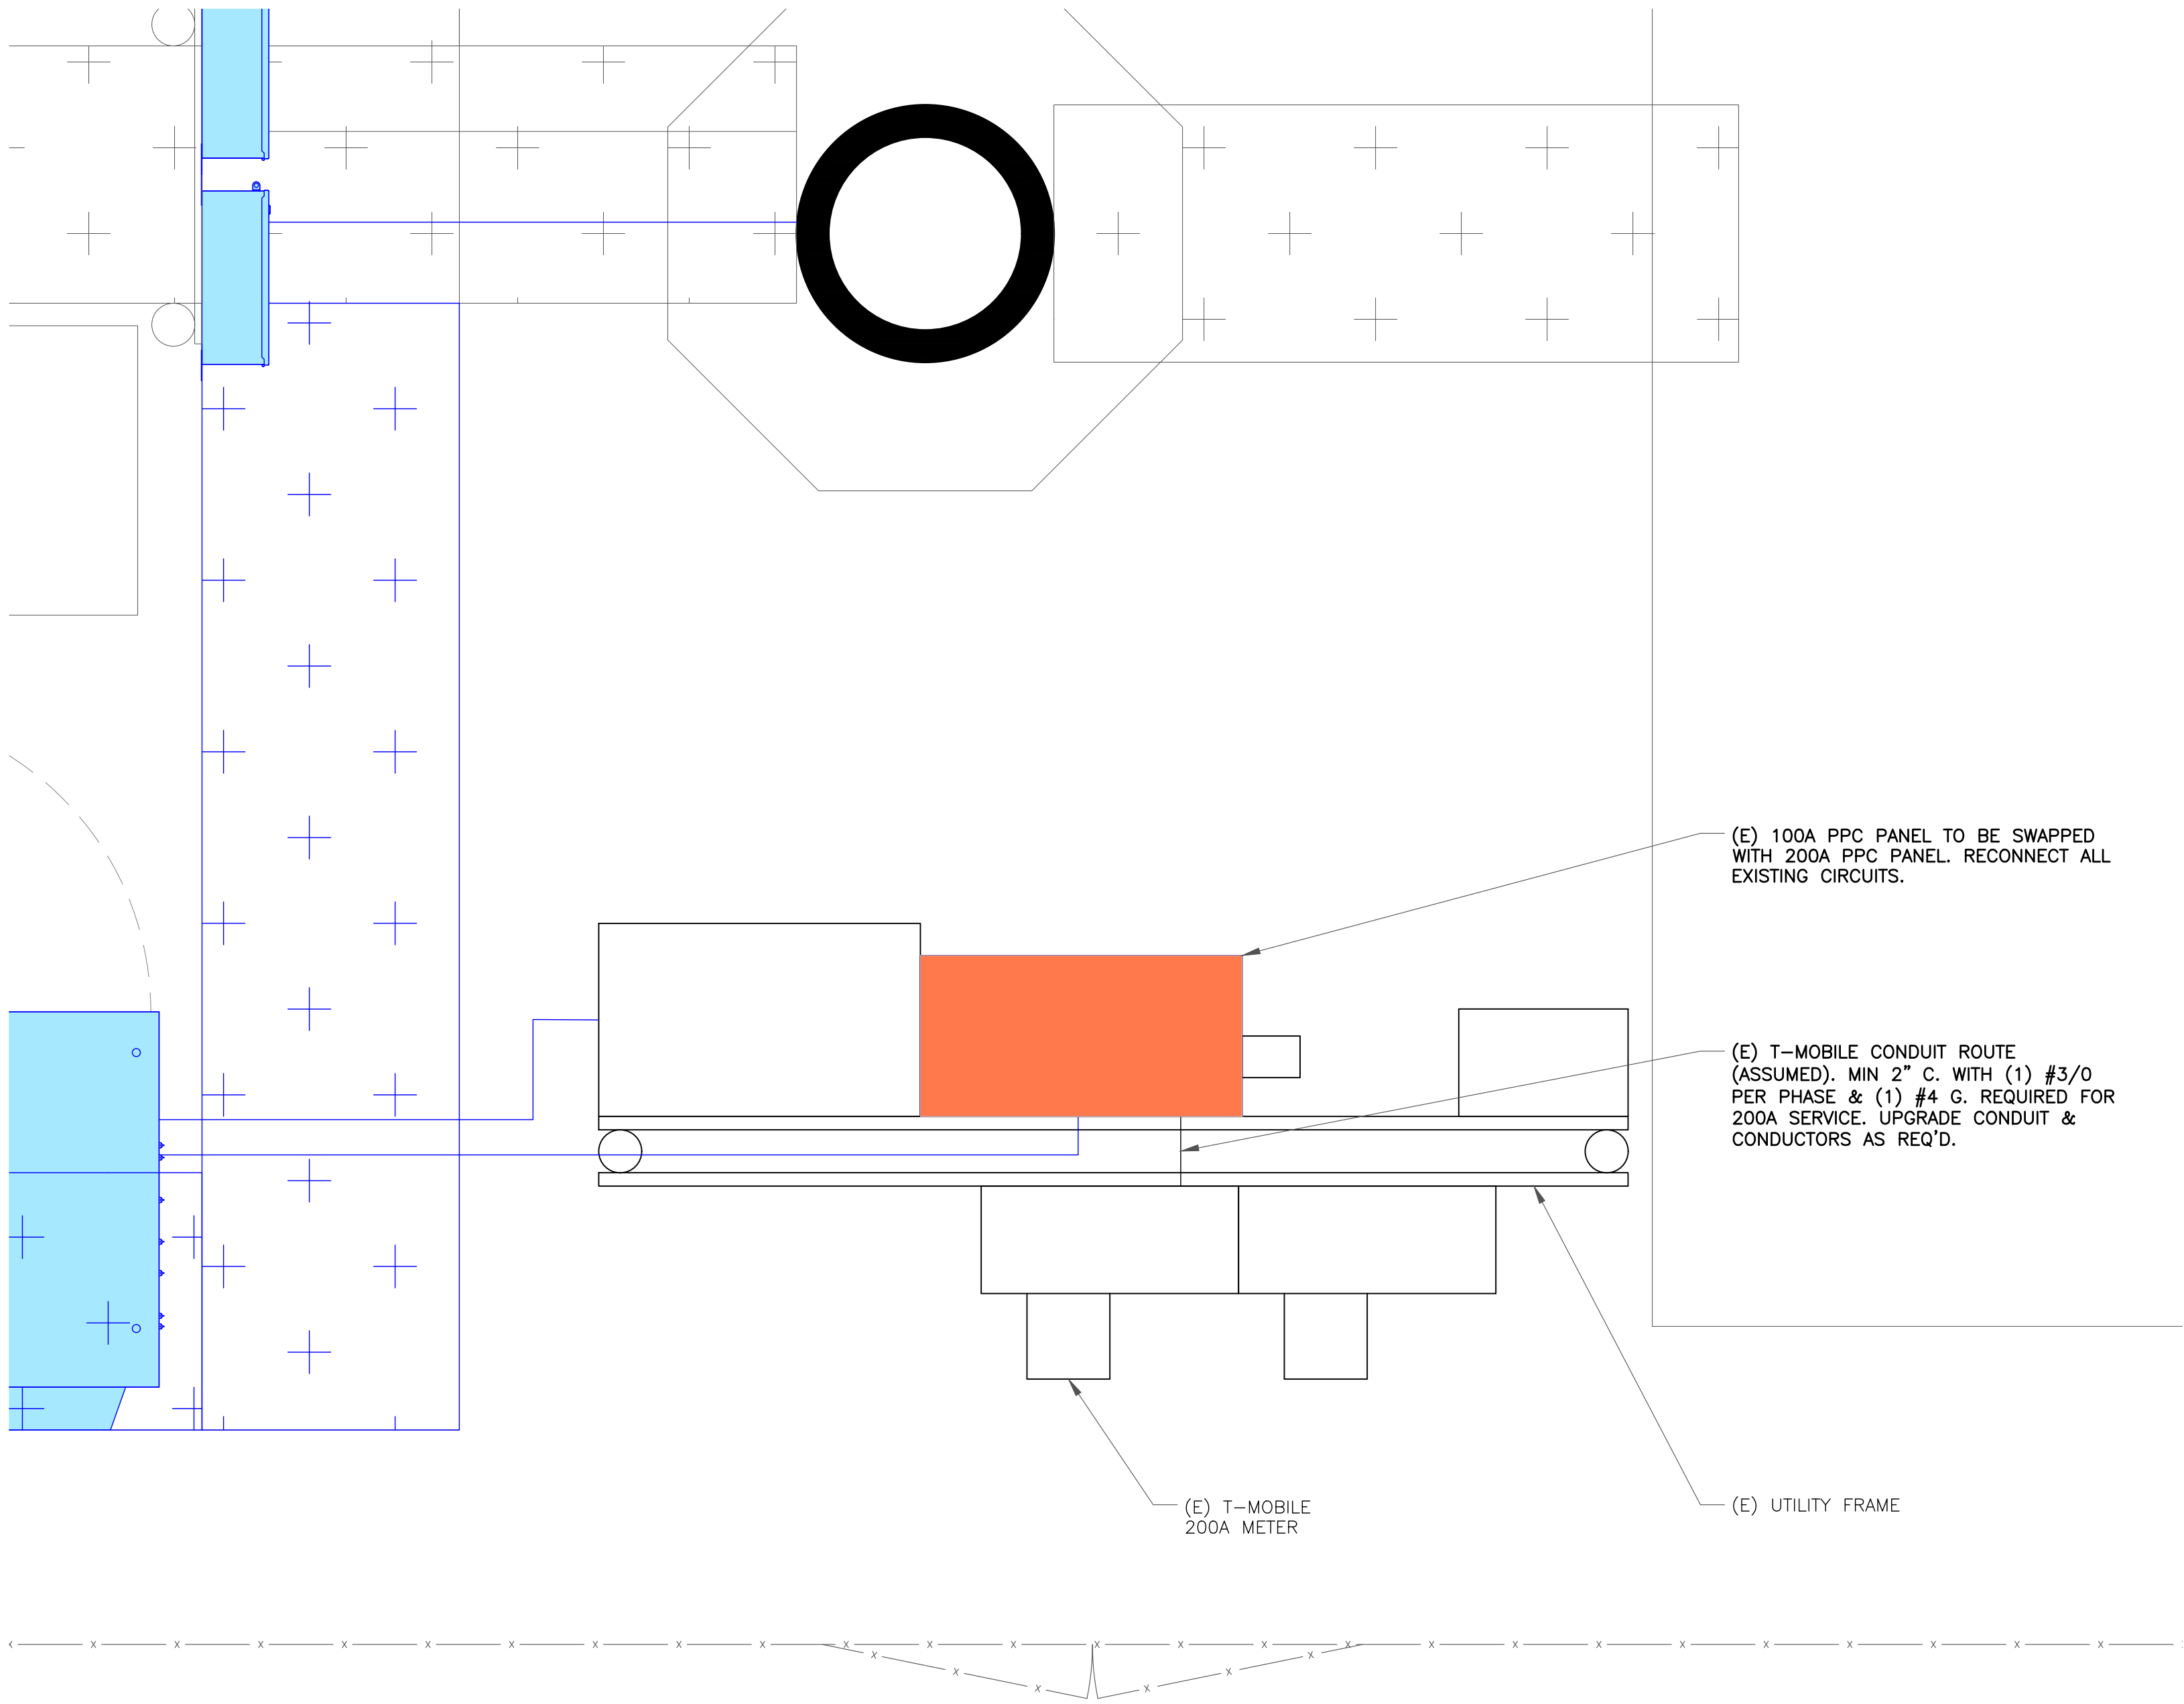 (E) 100A PPC PANEL TO BE SWAPPED
WITH 200A PPC PANEL. RECONNECT ALL
EXISTING CIRCUITS.
(E) T-MOBILE CONDUIT ROUTE
(ASSUMED). MIN 2" C. WITH (1) #3/0
PER PHASE & (1) #4 G. REQUIRED FOR
200A SERVICE. UPGRADE CONDUIT &
CONDUCTORS AS REQ'D.
(E) T-MOBILE
200A METER
(E) UTILITY FRAME